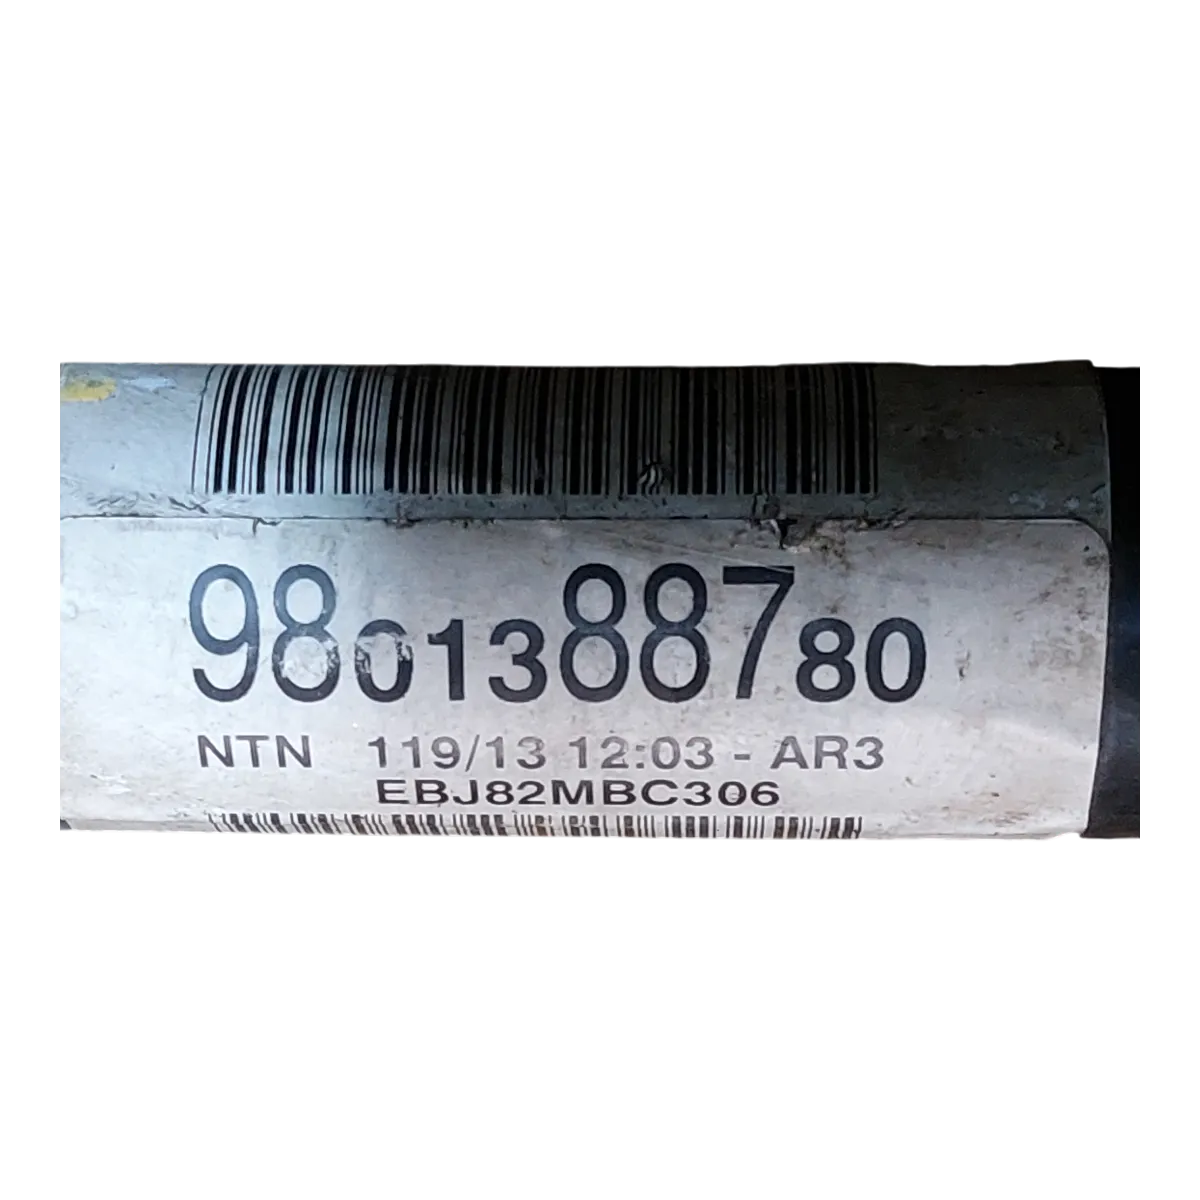 9801388780
NTN 119/13 12:03 - AR3
EBJ82MBC306